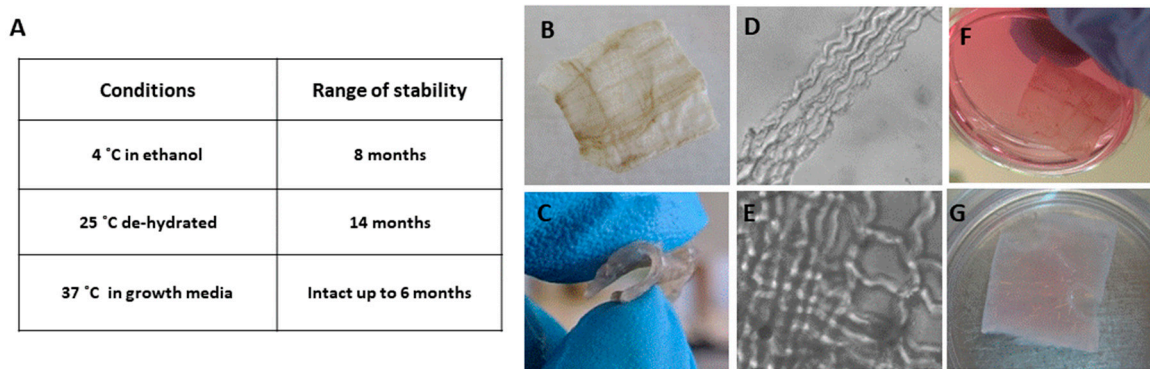 A
Conditions Range of stability
4 ˚C in ethanol 8 months
25 ˚C de-hydrated 14 months
37 ˚C in growth media Intact up to 6 months
B
C
D
E
F
G